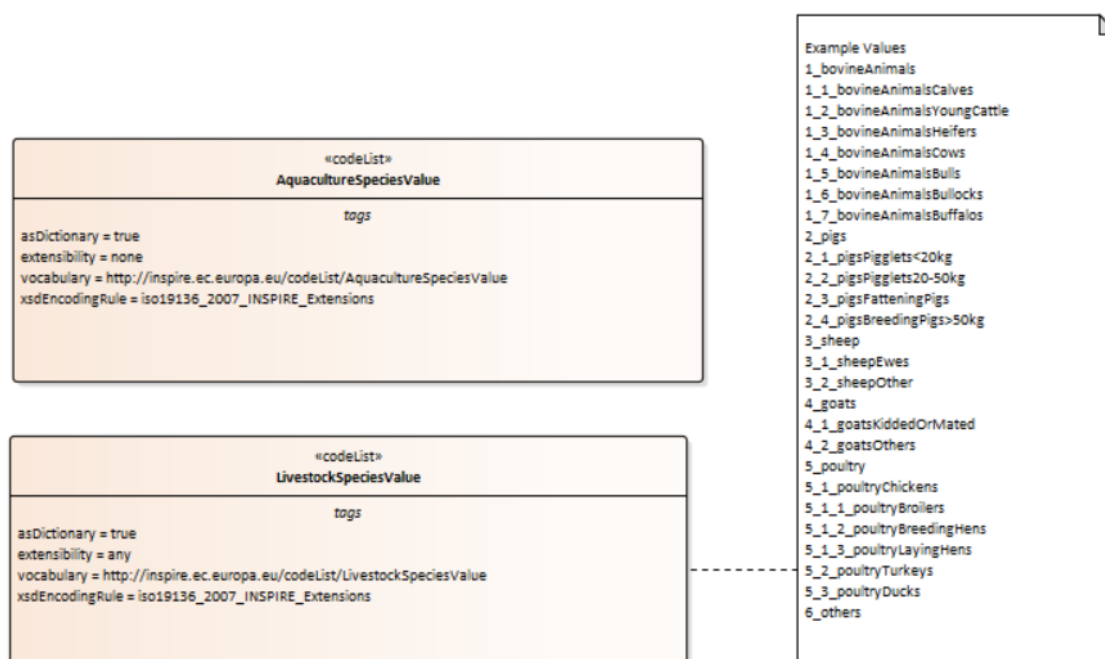 «codeList»
AquacultureSpeciesValue
tags
asDictionary = true
extensibility = none
vocabulary = http://inspire.ec.europa.eu/codeList/AquacultureSpeciesValue
xsdEncodingRule = iso19136_2007_INSPIRE_Extensions
«codeList»
LivestockSpeciesValue
tags
asDictionary = true
extensibility = any
vocabulary = http://inspire.ec.europa.eu/codeList/LivestockSpeciesValue
xsdEncodingRule = iso19136_2007_INSPIRE_Extensions
Example Values
1_bovineAnimals
1_1_bovineAnimalsCalves
1_2_bovineAnimalsYoungCattle
1_3_bovineAnimalsHeifers
1_4_bovineAnimalsCows
1_5_bovineAnimalsBulls
1_6_bovineAnimalsBullocks
1_7_bovineAnimalsBuffalos
2_pigs
2_1_pigsPigglets<20kg
2_2_pigsPigglets20-50kg
2_3_pigsFatteningPigs
2_4_pigsBreedingPigs>50kg
3_sheep
3_1_sheepEwes
3_2_sheepOther
4_goats
4_1_goatsKiddedOrMated
4_2_goatsOthers
5_poultry
5_1_poultryChickens
5_1_1_poultryBroilers
5_1_2_poultryBreedingHens
5_1_3_poultryLayingHens
5_2_poultryTurkeys
5_3_poultryDucks
6_others